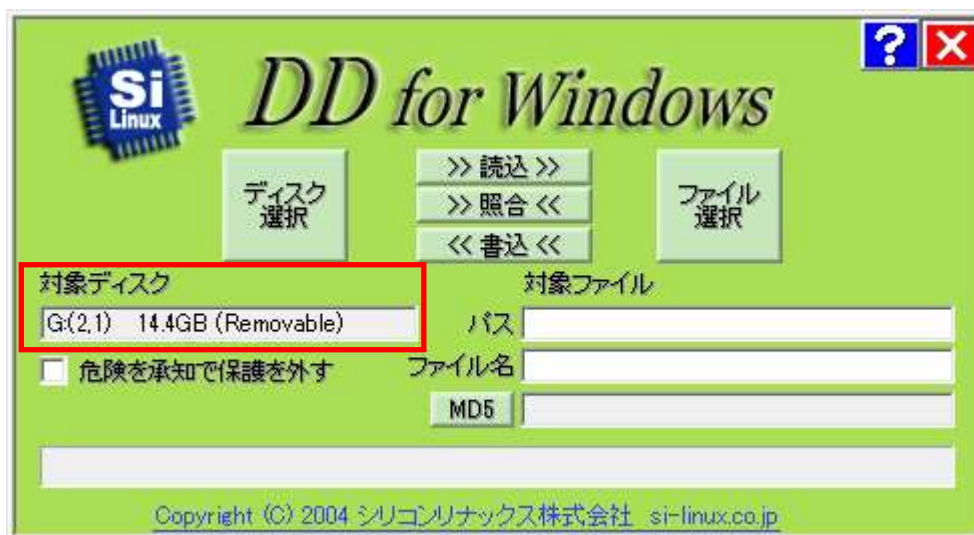 Si
Linux
DD for Windows
? ×
ディスク
選択
>> 読込 >>
>> 照合 <<
<< 書込 <<
ファイル
選択
対象ディスク
G:(2,1) 14.4GB (Removable)
危険を承知で保護を外す
対象ファイル
パス
ファイル名
MD5
Copyright (C) 2004 シリコンリナックス株式会社 si-linux.co.jp